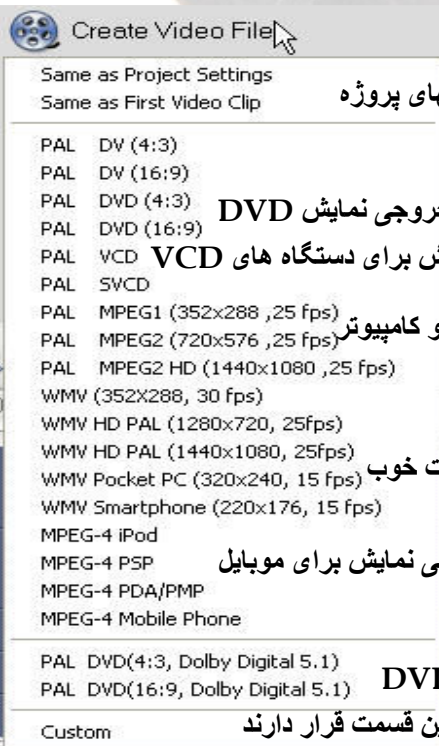 Create Video File
Same as Project Settings
های پروژه
Same as First Video Clip
PAL DV (4:3)
PAL DV (16:9)
PAL DVD (4:3)
خروجی نمایش DVD
PAL DVD (16:9)
PAL VCD
برای دستگاه های VCD
PAL SVCD
PAL MPEG1 (352x288 ,25 fps)
و کامپیوتر
PAL MPEG2 (720x576 ,25 fps)
PAL MPEG2 HD (1440x1080 ,25 fps)
WMV (352X288, 30 fps)
WMV HD PAL (1280x720, 25fps)
WMV HD PAL (1440x1080, 25fps)
خوب
WMV Pocket PC (320x240, 15 fps)
WMV Smartphone (220x176, 15 fps)
MPEG-4 iPod
MPEG-4 PSP
نمایش برای موبایل
MPEG-4 PDA/PMP
MPEG-4 Mobile Phone
PAL DVD(4:3, Dolby Digital 5.1)
PAL DVD(16:9, Dolby Digital 5.1)
DVD
Custom
قسمت قرار دارند